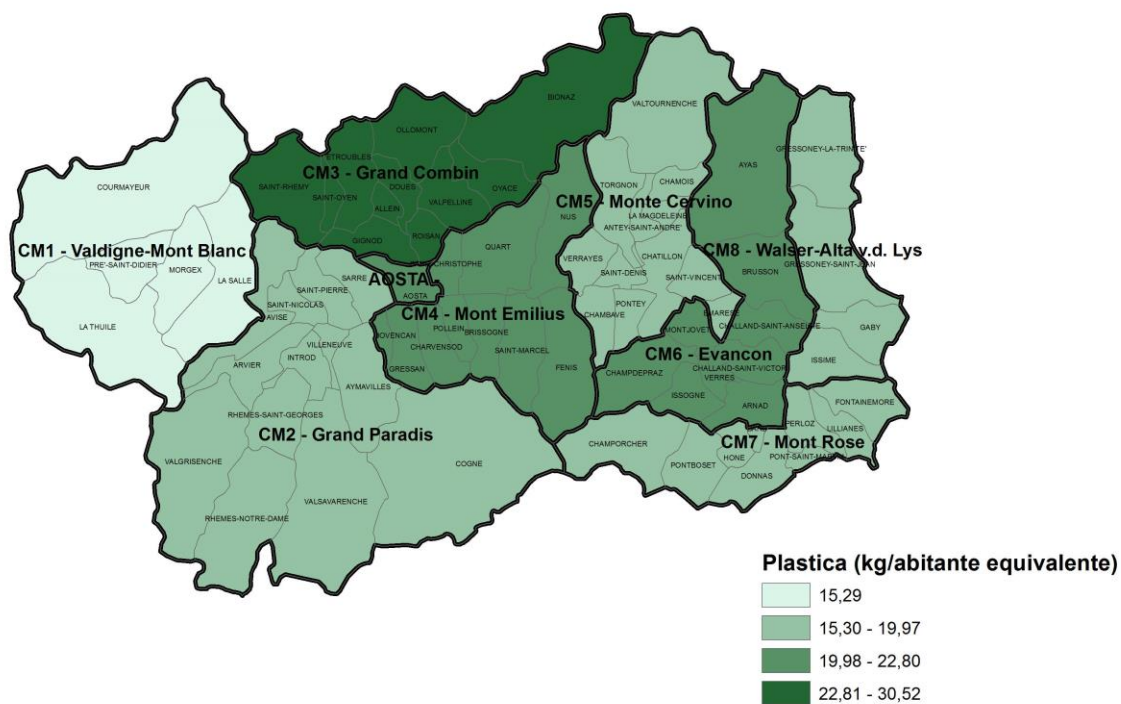 BIONAZ
VALTOURNENCHE
OLLOMONT
GRESSONEY-LA-TRINITE'
ETROUBLES
AYAS
CM3 - Grand Combin
SAINT-RHEMY
DOUES
OYACE
TORGNON
CHAMOIS
COURMAYEUR
SAINT-OYEN
VALPELLINE
CM5 - Monte Cervino
ALLEIN
LA MAGDELEINE
NUS
ANTEY-SAINT-ANDRE'
ROISAN
GIGNOD
QUART
CM1 - Valdigne-Mont Blanc
CM8 - Walser-Alta v.d. Lys
VERRAYES
CHATILLON
PRE'-SAINT-DIDIER
MORGEX
CHRISTOPHE
GRESSONEY-SAINT-JEAN
SAINT-DENIS
SAINT-VINCENT
BRUSSON
LA SALLE
SARRE
AOSTA
SAINT-PIERRE
AOSTA
SAINT-NICOLAS
PONTEY
CHAMBAVE
AVISE
CM4 - Mont Emilius
EMARESE
LA THUILE
POLLEIN
BRISSOGNE
MONTJOVET
CHALLAND-SAINT-ANSELME
GABY
JOVENCAN
VILLENEUVE
CHARVENSOD
SAINT-MARCEL
INTROD
CM6 - Evancon
ISSIME
ARVIER
GRESSAN
FENIS
CHAMPDEPRAZ
CHALLAND-SAINT-VICTOR
VERRES
AYMAVILLES
ISSOGNE
FONTAINEMORE
RHEMES-SAINT-GEORGES
ARNAD
LILLIANES
PERLOZ
CM2 - Grand Paradis
CHAMPORCHER
CM7 - Mont Rose
HONE
PONT-SAINT-MARTIN
VALGRISENCHE
COGNE
PONTBOSET
DONNAS
VALSAVARENCHE
RHEMES-NOTRE-DAME
Plastica (kg/abitante equivalente)
15,29
15,30 - 19,97
19,98 - 22,80
22,81 - 30,52